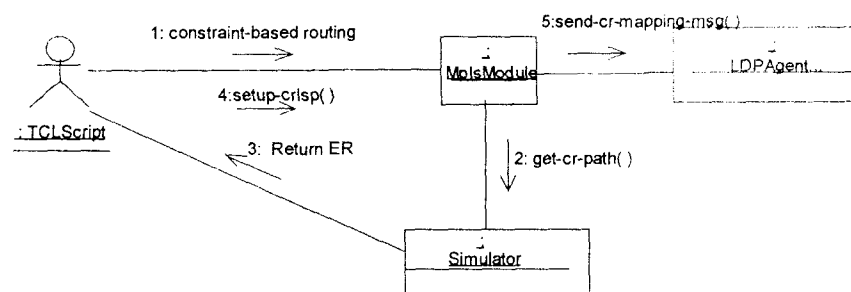 1: constraint-based routing
5:send-cr-mapping-msg( )
:
MplsModule
:
LDPAgent...
4:setup-crlsp( )
: TCLScript
3: Return ER
2: get-cr-path( )
:
Simulator